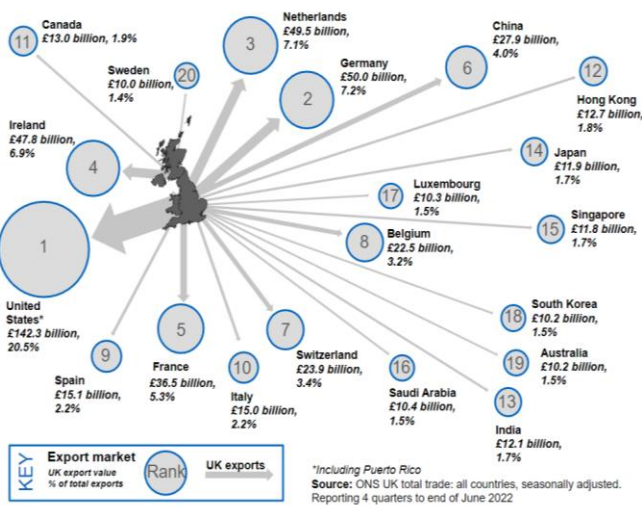 Canada
£13.0 billion, 1.9%
11
Sweden
£10.0 billion,
1.4%
20
Netherlands
£49.5 billion,
7.1%
3
Germany
£50.0 billion,
7.2%
2
China
£27.9 billion,
4.0%
6
12
Hong Kong
£12.7 billion,
1.8%
Ireland
£47.8 billion,
6.9%
4
14
Japan
£11.9 billion,
1.7%
Luxembourg
£10.3 billion,
1.5%
17
Singapore
£11.8 billion,
1.7%
15
Belgium
£22.5 billion,
3.2%
8
1
United
States*
£142.3 billion,
20.5%
South Korea
£10.2 billion,
1.5%
18
5
France
£36.5 billion,
5.3%
7
Switzerland
£23.9 billion,
3.4%
9
Spain
£15.1 billion,
2.2%
10
Italy
£15.0 billion,
2.2%
16
Saudi Arabia
£10.4 billion,
1.5%
19
Australia
£10.2 billion,
1.5%
13
India
£12.1 billion,
1.7%
KEY
Export market
UK export value
% of total exports
Rank
UK exports
*Including Puerto Rico
Source: ONS UK total trade: all countries, seasonally adjusted.
Reporting 4 quarters to end of June 2022